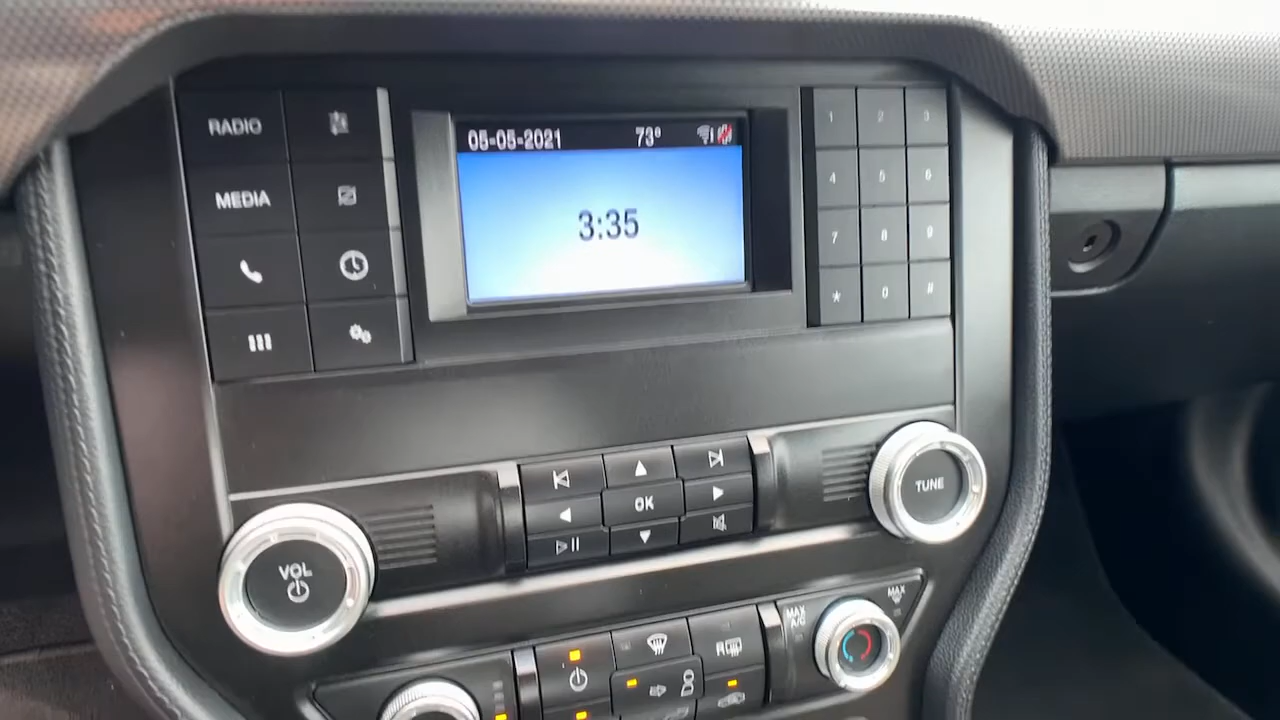 RADIO
MEDIA
05-05-2021 73°
3:35
1 2 3
4 5 6
7 8 9
* 0 #
OK
VOL
TUNE
MAX
A/C
MAX
R